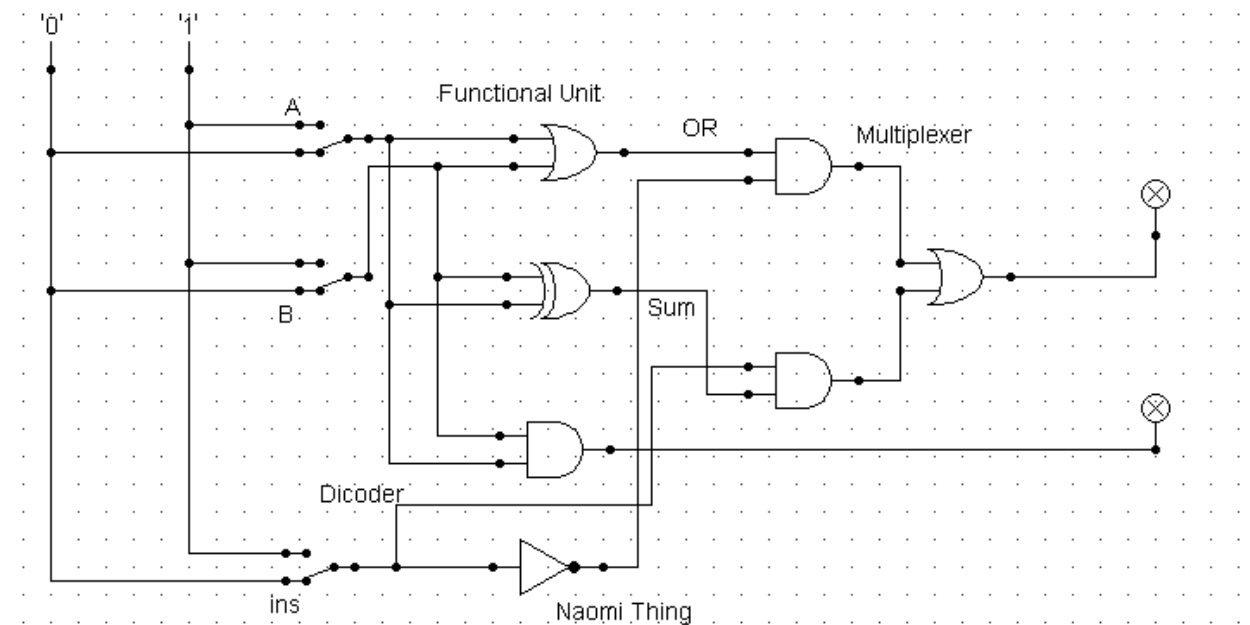 '0'
'1'
A
Functional Unit
OR
Multiplexer
B
Sum
Dicoder
ins
Naomi Thing